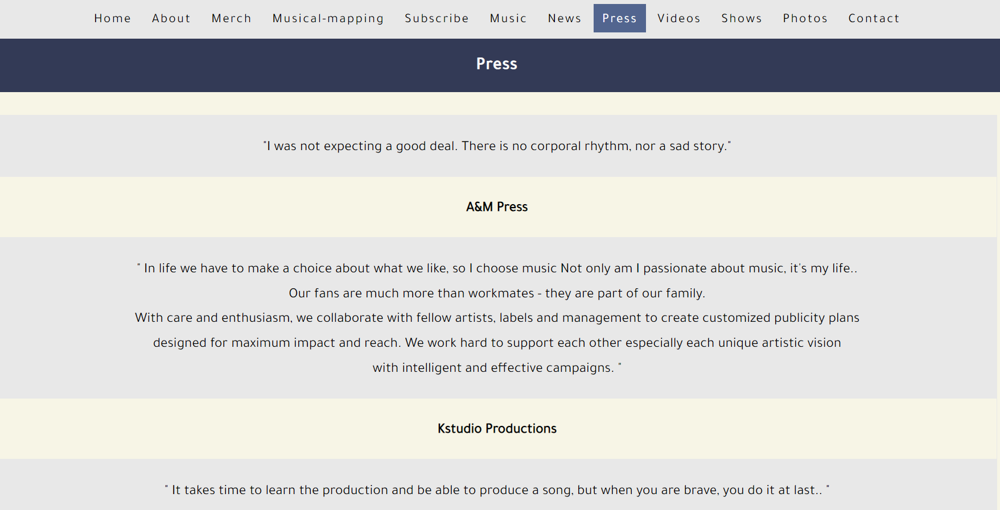 Home About Merch Musical-mapping Subscribe Music News Press Videos Shows Photos Contact
Press
"I was not expecting a good deal. There is no corporal rhythm, nor a sad story."
A&M Press
" In life we have to make a choice about what we like, so I choose music Not only am I passionate about music, it's my life..
Our fans are much more than workmates - they are part of our family.
With care and enthusiasm, we collaborate with fellow artists, labels and management to create customized publicity plans
designed for maximum impact and reach. We work hard to support each other especially each unique artistic vision
with intelligent and effective campaigns. "
Kstudio Productions
" It takes time to learn the production and be able to produce a song, but when you are brave, you do it at last.. "